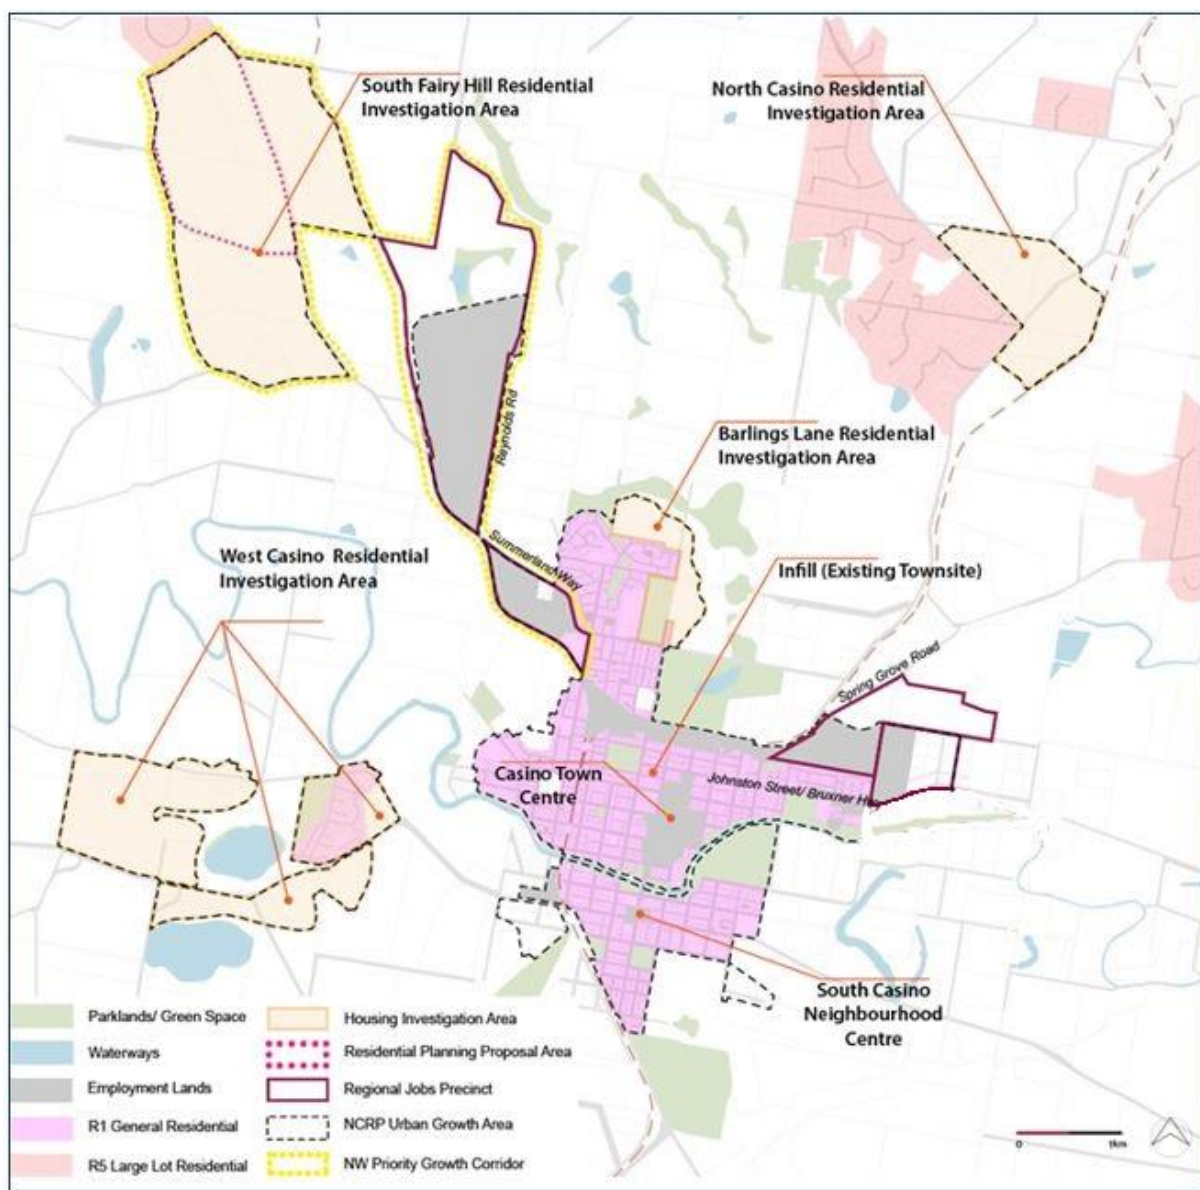 South Fairy Hill Residential
Investigation Area
North Casino Residential
Investigation Area
Reynolds Rd
Barlings Lane Residential
Investigation Area
Summerland Way
West Casino Residential
Investigation Area
Infill (Existing Townsite)
Spring Grove Road
Casino Town
Centre
Johnston Street/ Bruxner
South Casino
Neighbourhood
Centre
Parklands/ Green Space
Waterways
Employment Lands
R1 General Residential
R5 Large Lot Residential
Housing Investigation Area
Residential Planning Proposal Area
Regional Jobs Precinct
NCRP Urban Growth Area
NW Priority Growth Corridor
0
1km